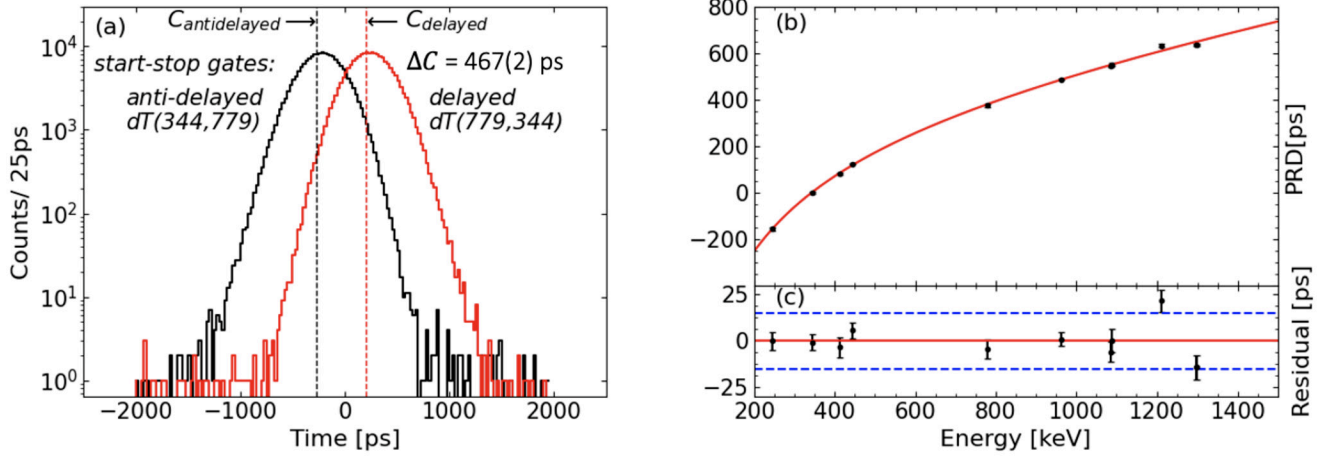 (a)
C_antidelayed
C_delayed
start-stop gates:
ΔC = 467(2) ps
anti-delayed
delayed
dT(344,779)
dT(779,344)
10^4
10^3
10^2
10^1
10^0
Counts/ 25ps
−2000 −1000 0 1000 2000
Time [ps]
(b)
800
600
400
200
0
−200
PRD[ps]
(c)
25
0
−25
Residual [ps]
200 400 600 800 1000 1200 1400
Energy [keV]